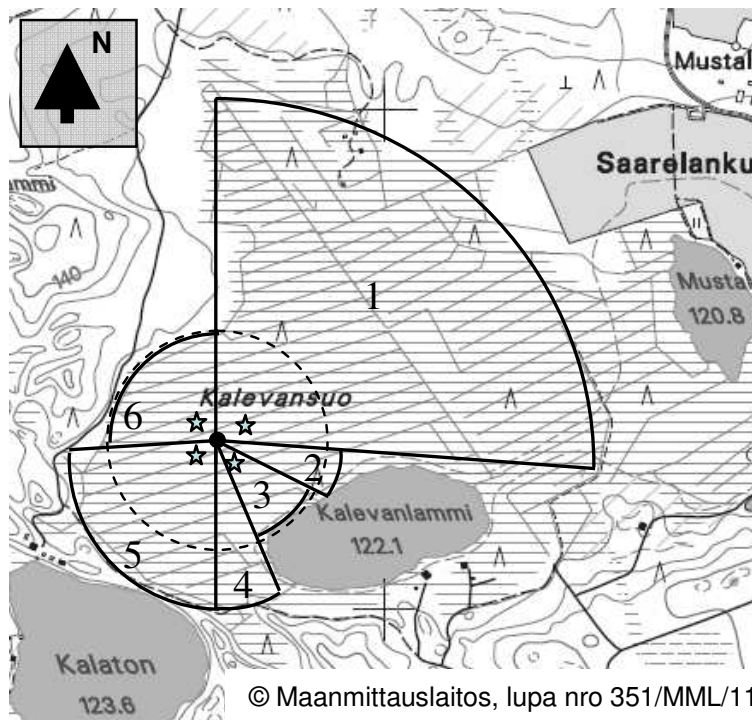 N
Mustal
Saarelanku
ammi
140
1
Mustal
120.8
Kalevansuo
6
2
3
Kalevanlammi
122.1
5
4
Kalaton
123.6
© Maanmittauslaitos, lupa nro 351/MML/11